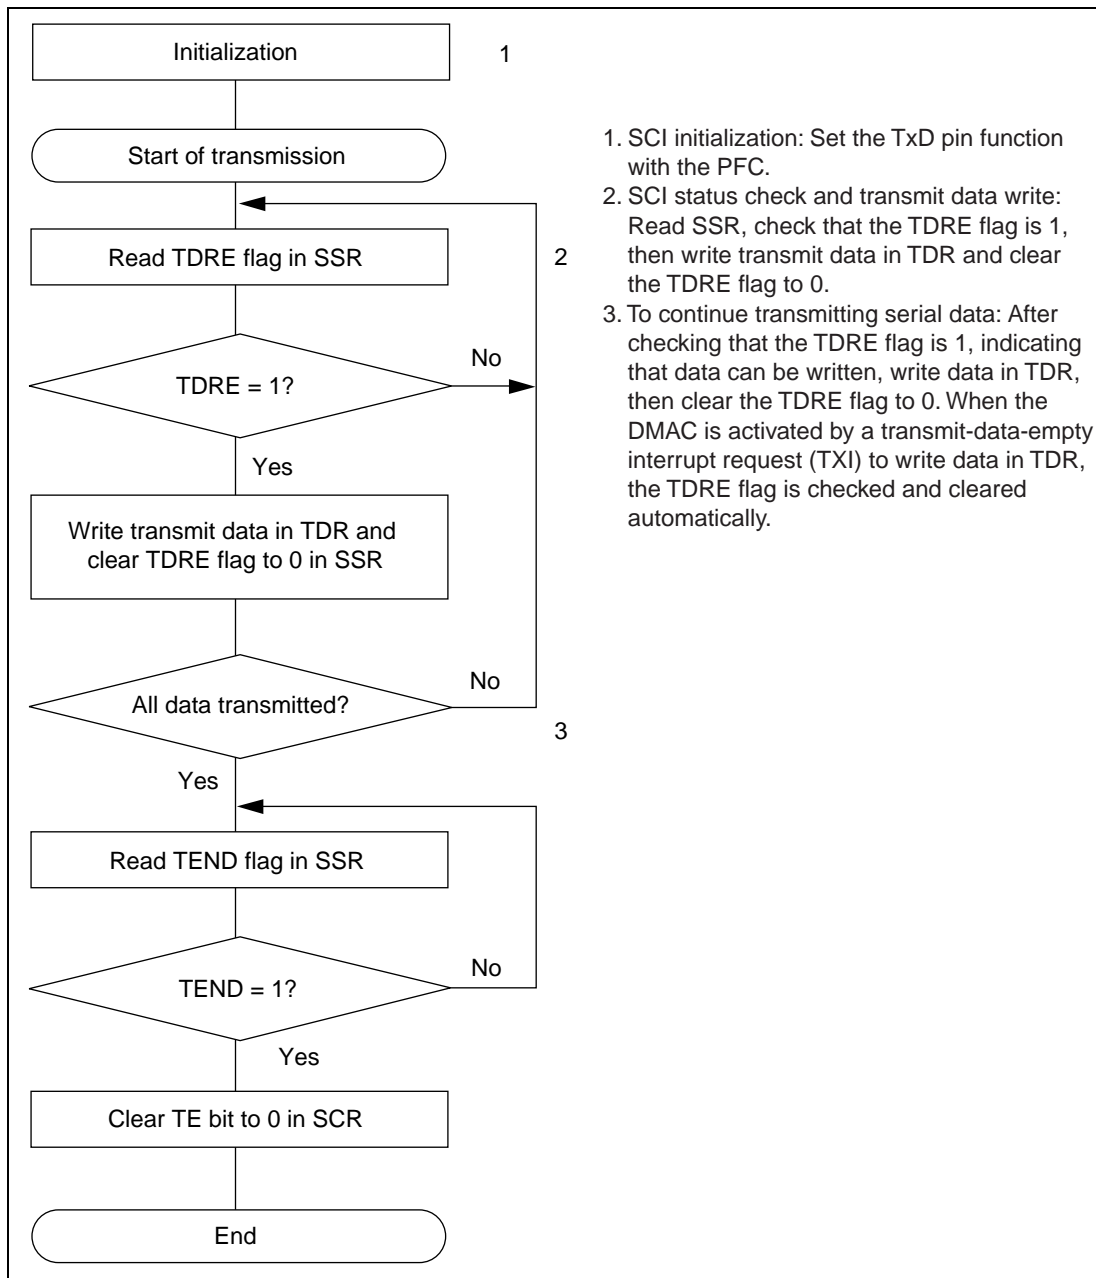 Initialization
1
Start of transmission
Read TDRE flag in SSR
2
TDRE = 1?
No
Yes
Write transmit data in TDR and
clear TDRE flag to 0 in SSR
All data transmitted?
No
3
Yes
Read TEND flag in SSR
TEND = 1?
No
Yes
Clear TE bit to 0 in SCR
End
1. SCI initialization: Set the TxD pin function
with the PFC.
2. SCI status check and transmit data write:
Read SSR, check that the TDRE flag is 1,
then write transmit data in TDR and clear
the TDRE flag to 0.
3. To continue transmitting serial data: After
checking that the TDRE flag is 1, indicating
that data can be written, write data in TDR,
then clear the TDRE flag to 0. When the
DMAC is activated by a transmit-data-empty
interrupt request (TXI) to write data in TDR,
the TDRE flag is checked and cleared
automatically.